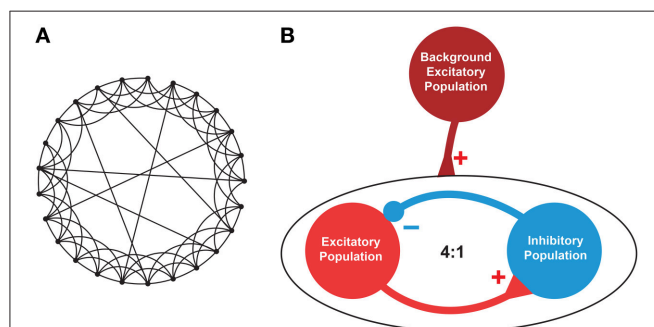 A
B
Background
Excitatory
Population
+
−
Excitatory
Population
4:1
Inhibitory
Population
+